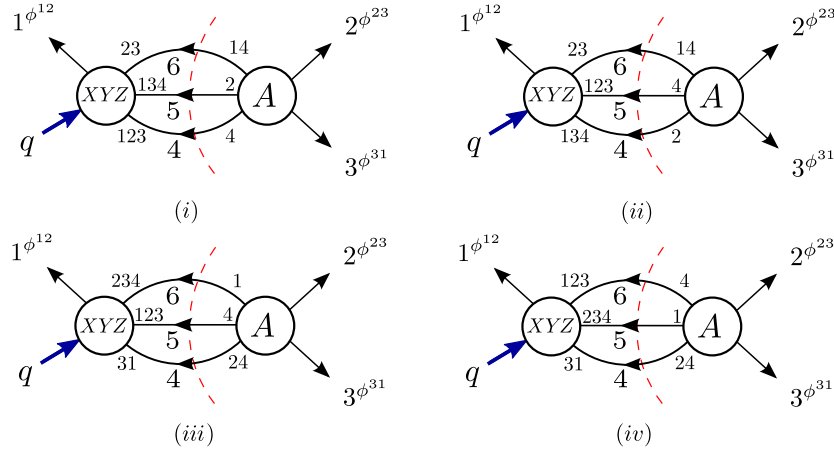 1^{ϕ^{12}} 23 14 2^{ϕ^{23}} 1^{ϕ^{12}} 23 14 2^{ϕ^{23}}
6 6
XYZ 134 2 A XYZ 123 4 A
5 5
q 123 4 q 134 2
4 3^{ϕ^{31}} 4 3^{ϕ^{31}}
(i) (ii)
1^{ϕ^{12}} 234 1 2^{ϕ^{23}} 1^{ϕ^{12}} 123 4 2^{ϕ^{23}}
6 6
XYZ 123 4 A XYZ 234 1 A
5 5
q 31 24 q 31 24
4 3^{ϕ^{31}} 4 3^{ϕ^{31}}
(iii) (iv)